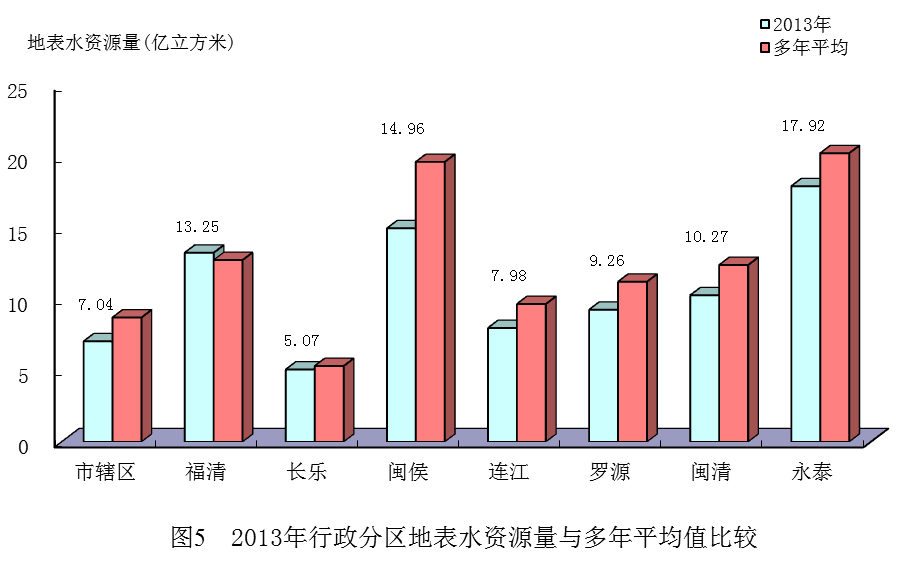 地表水资源量(亿立方米)
2013年
多年平均
25
20
15
10
5
0
7.04
13.25
5.07
14.96
7.98
9.26
10.27
17.92
市辖区 福清 长乐 闽侯 连江 罗源 闽清 永泰
图5 2013年行政分区地表水资源量与多年平均值比较